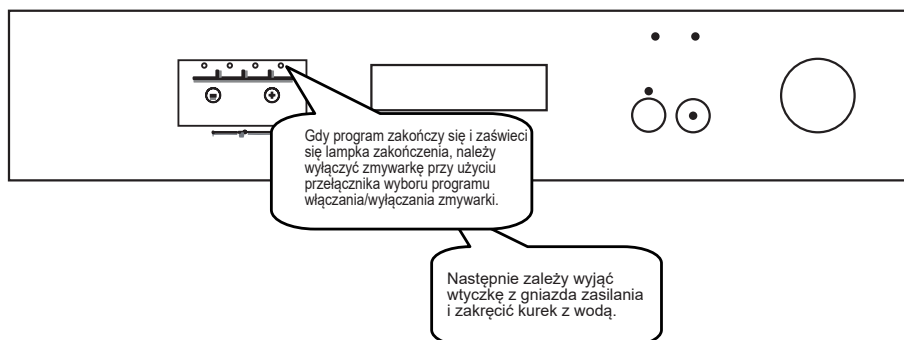 Gdy program zakończy się i zaświeci
się lampka zakończenia, należy
wyłączyć zmywarkę przy użyciu
przełącznika wyboru programu
włączania/wyłączania zmywarki.
Następnie zależy wyjąć
wtyczkę z gniazda zasilania
i zakręcić kurek z wodą.